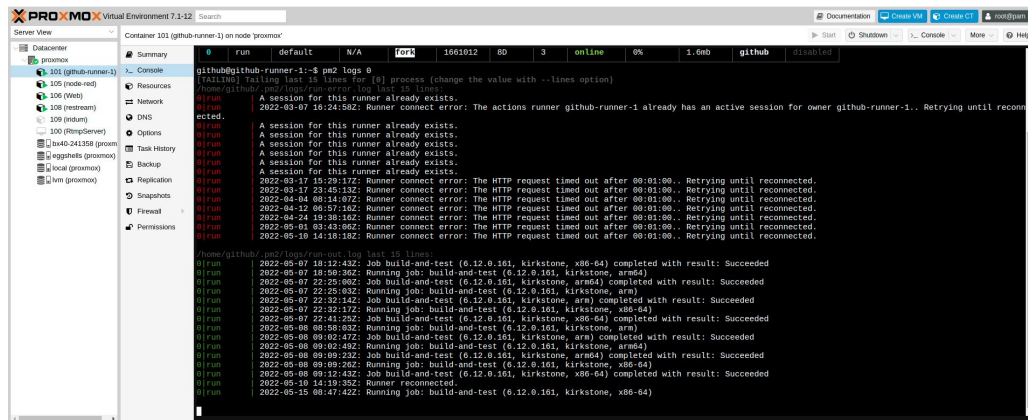 PROXMOX Virtual Environment 7.1-12 Search Documentation Create VM Create CT root@pam
Server View
Container 101 (github-runner-1) on node 'proxmox' Start Shutdown Console More Help
Datacenter
proxmox
101 (github-runner-1)
105 (node-red)
106 (Web)
108 (restream)
109 (iridum)
100 (RtmpServer)
bx40-241358 (proxm
eggshells (proxmox)
local (proxmox)
lvm (proxmox)
Summary
Console
Resources
Network
DNS
Options
Task History
Backup
Replication
Snapshots
Firewall
Permissions
0 run default N/A fork 1661012 8D 3 online 0% 1.6mb github disabled
github@github-runner-1:~$ pm2 logs 0
[TAILING] Tailing last 15 lines for [0] process (change the value with --lines option)
/home/github/.pm2/logs/run-error.log last 15 lines:
0|run | A session for this runner already exists.
0|run | 2022-03-07 16:24:58Z: Runner connect error: The actions runner github-runner-1 already has an active session for owner github-runner-1.. Retrying until reconn
ected.
0|run | A session for this runner already exists.
0|run | A session for this runner already exists.
0|run | A session for this runner already exists.
0|run | A session for this runner already exists.
0|run | A session for this runner already exists.
0|run | A session for this runner already exists.
0|run | 2022-03-17 15:29:17Z: Runner connect error: The HTTP request timed out after 00:01:00.. Retrying until reconnected.
0|run | 2022-03-17 23:45:13Z: Runner connect error: The HTTP request timed out after 00:01:00.. Retrying until reconnected.
0|run | 2022-04-04 08:14:07Z: Runner connect error: The HTTP request timed out after 00:01:00.. Retrying until reconnected.
0|run | 2022-04-12 06:57:16Z: Runner connect error: The HTTP request timed out after 00:01:00.. Retrying until reconnected.
0|run | 2022-04-24 19:38:16Z: Runner connect error: The HTTP request timed out after 00:01:00.. Retrying until reconnected.
0|run | 2022-05-01 03:43:06Z: Runner connect error: The HTTP request timed out after 00:01:00.. Retrying until reconnected.
0|run | 2022-05-10 14:18:18Z: Runner connect error: The HTTP request timed out after 00:01:00.. Retrying until reconnected.
/home/github/.pm2/logs/run-out.log last 15 lines:
0|run | 2022-05-07 18:12:43Z: Job build-and-test (6.12.0.161, kirkstone, x86-64) completed with result: Succeeded
0|run | 2022-05-07 18:50:36Z: Running job: build-and-test (6.12.0.161, kirkstone, arm64)
0|run | 2022-05-07 22:25:00Z: Job build-and-test (6.12.0.161, kirkstone, arm64) completed with result: Succeeded
0|run | 2022-05-07 22:25:03Z: Running job: build-and-test (6.12.0.161, kirkstone, arm)
0|run | 2022-05-07 22:32:14Z: Job build-and-test (6.12.0.161, kirkstone, arm) completed with result: Succeeded
0|run | 2022-05-07 22:32:17Z: Running job: build-and-test (6.12.0.161, kirkstone, x86-64)
0|run | 2022-05-07 22:41:25Z: Job build-and-test (6.12.0.161, kirkstone, x86-64) completed with result: Succeeded
0|run | 2022-05-08 08:58:03Z: Running job: build-and-test (6.12.0.161, kirkstone, arm)
0|run | 2022-05-08 09:02:47Z: Job build-and-test (6.12.0.161, kirkstone, arm) completed with result: Succeeded
0|run | 2022-05-08 09:02:49Z: Running job: build-and-test (6.12.0.161, kirkstone, arm64)
0|run | 2022-05-08 09:09:23Z: Job build-and-test (6.12.0.161, kirkstone, arm64) completed with result: Succeeded
0|run | 2022-05-08 09:09:26Z: Running job: build-and-test (6.12.0.161, kirkstone, x86-64)
0|run | 2022-05-08 09:12:43Z: Job build-and-test (6.12.0.161, kirkstone, x86-64) completed with result: Succeeded
0|run | 2022-05-10 14:19:35Z: Runner reconnected.
0|run | 2022-05-15 08:47:42Z: Running job: build-and-test (6.12.0.161, kirkstone, x86-64)